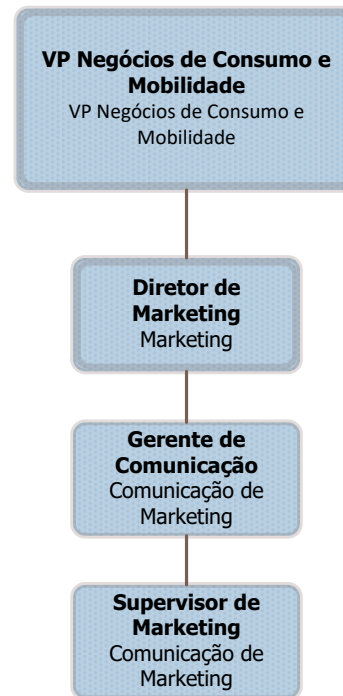 VP Negócios de Consumo e
Mobilidade
VP Negócios de Consumo e
Mobilidade
Diretor de
Marketing
Marketing
Gerente de
Comunicação
Comunicação de
Marketing
Supervisor de
Marketing
Comunicação de
Marketing